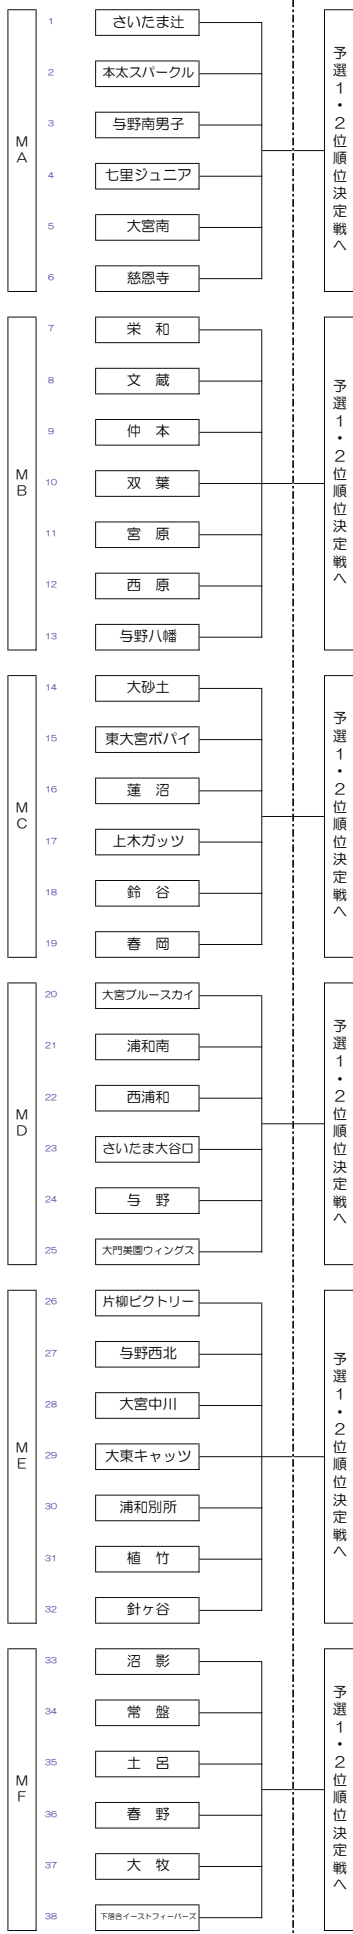 MA
1 さいたま辻
2 本太スパークル
3 与野南男子
4 七里ジュニア
5 大宮南
6 慈恩寺
予選1・2位順位決定戦へ
MB
7 栄　和
8 文　蔵
9 仲　本
10 双　葉
11 宮　原
12 西　原
13 与野八幡
予選1・2位順位決定戦へ
MC
14 大砂土
15 東大宮ポパイ
16 蓮　沼
17 上木ガッツ
18 鈴　谷
19 春　岡
予選1・2位順位決定戦へ
MD
20 大宮ブルースカイ
21 浦和南
22 西浦和
23 さいたま大谷口
24 与　野
25 大門美園ウィングス
予選1・2位順位決定戦へ
ME
26 片柳ビクトリー
27 与野西北
28 大宮中川
29 大東キャッツ
30 浦和別所
31 植　竹
32 針ヶ谷
予選1・2位順位決定戦へ
MF
33 沼　影
34 常　盤
35 土　呂
36 春　野
37 大　牧
38 下落合イーストフィーバーズ
予選1・2位順位決定戦へ